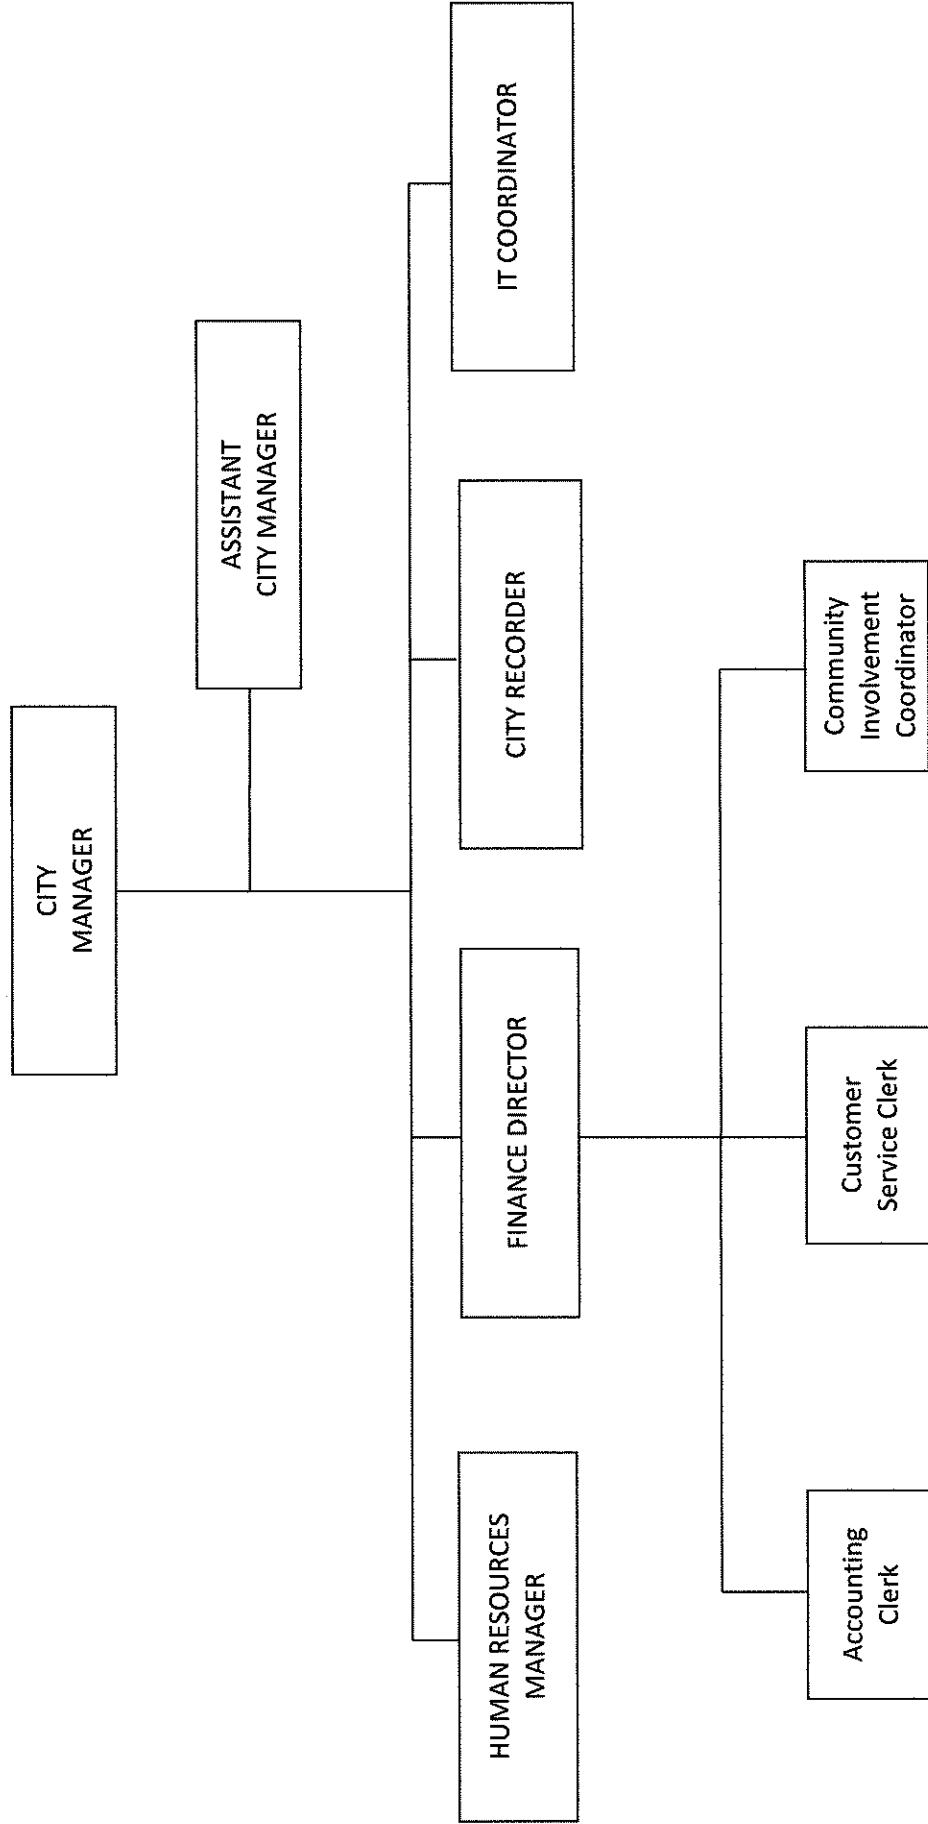 CITY
MANAGER
ASSISTANT
CITY MANAGER
HUMAN RESOURCES
MANAGER
FINANCE DIRECTOR
CITY RECORDER
IT COORDINATOR
Accounting
Clerk
Customer
Service Clerk
Community
Involvement
Coordinator